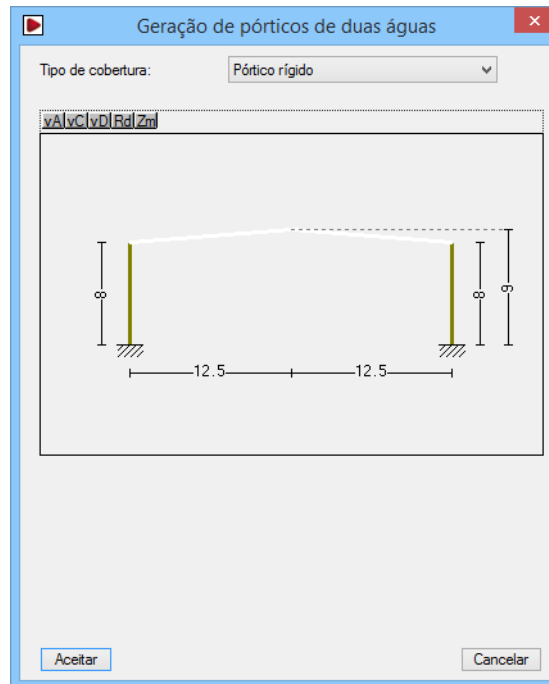 Geração de pórticos de duas águas
Tipo de cobertura: Pórtico rígido
vA vC vD Rd Zm
8
8
9
12.5 12.5
Aceitar Cancelar